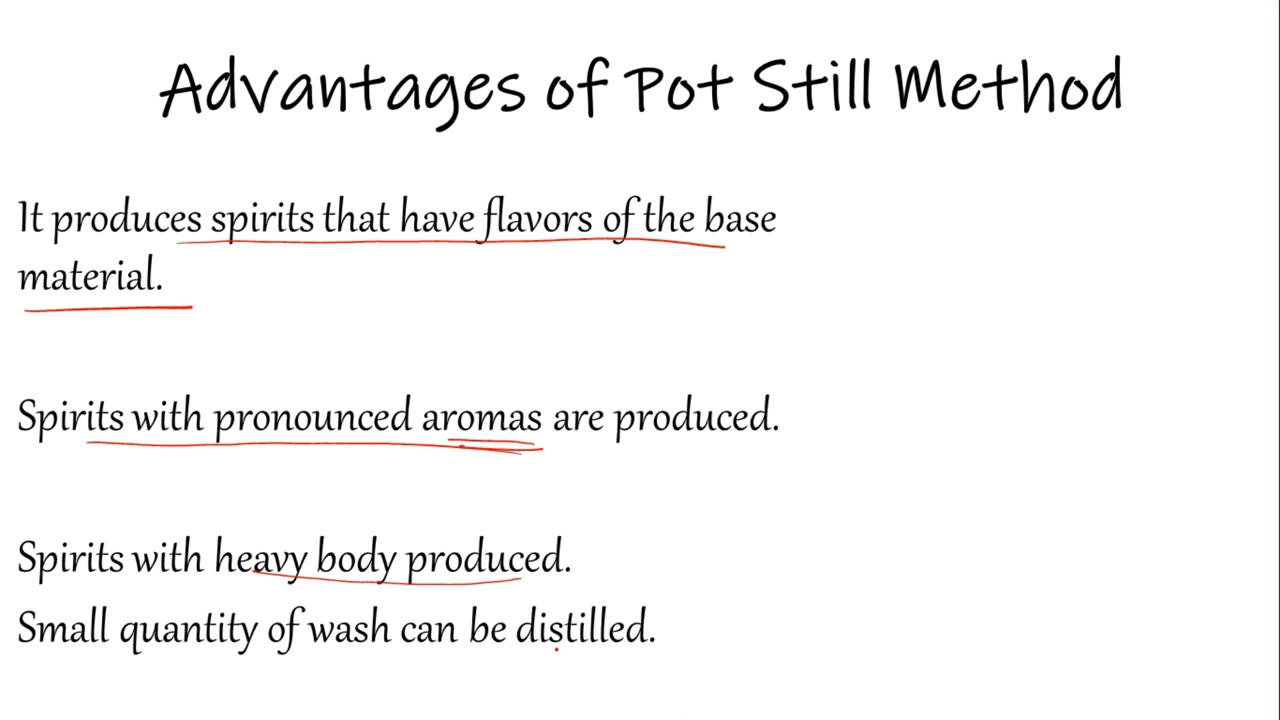 Advantages of Pot Still Method
It produces spirits that have flavors of the base
material.
Spirits with pronounced aromas are produced.
Spirits with heavy body produced.
Small quantity of wash can be distilled.